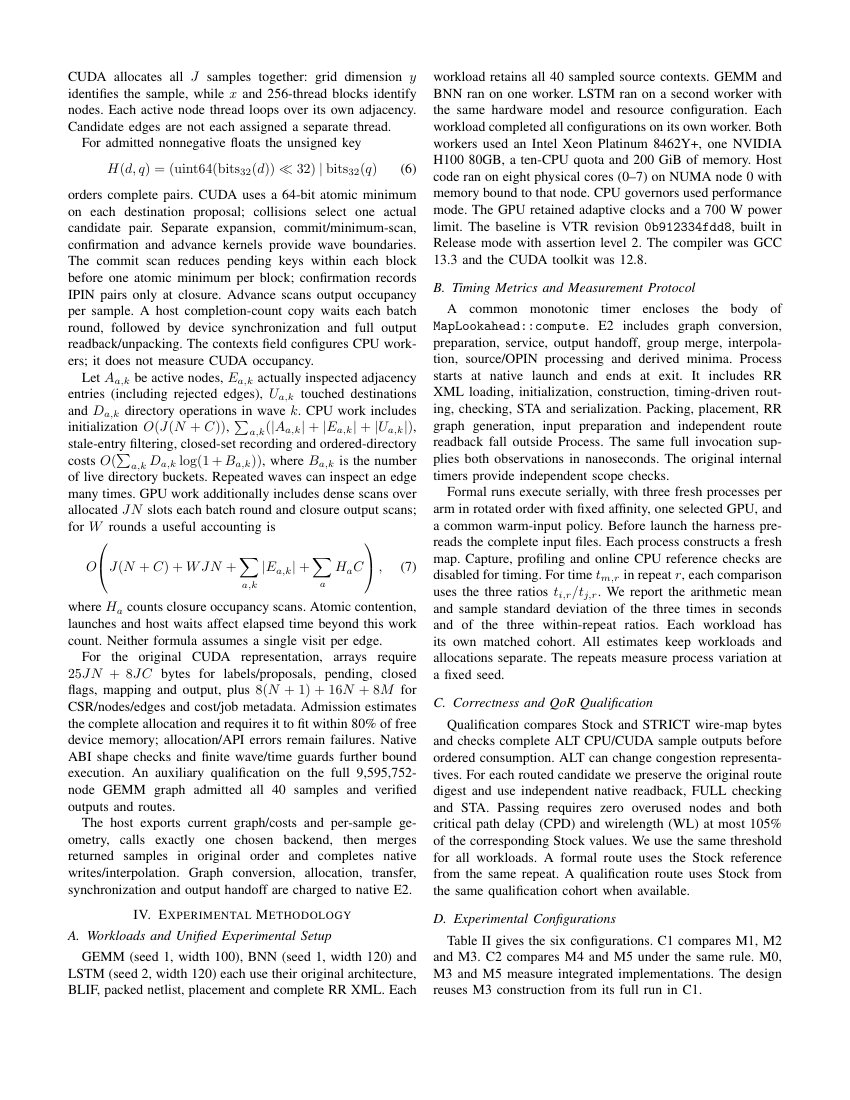 CUDA allocates all J samples together: grid dimension y
identifies the sample, while x and 256-thread blocks identify
nodes. Each active node thread loops over its own adjacency.
Candidate edges are not each assigned a separate thread.
For admitted nonnegative floats the unsigned key
H(d, q) = (uint64(bits₃₂(d)) ≪ 32) | bits₃₂(q) (6)
orders complete pairs. CUDA uses a 64-bit atomic minimum
on each destination proposal; collisions select one actual
candidate pair. Separate expansion, commit/minimum-scan,
confirmation and advance kernels provide wave boundaries.
The commit scan reduces pending keys within each block
before one atomic minimum per block; confirmation records
IPIN pairs only at closure. Advance scans output occupancy
per sample. A host completion-count copy waits each batch
round, followed by device synchronization and full output
readback/unpacking. The contexts field configures CPU work-
ers; it does not measure CUDA occupancy.
Let A_{a,k} be active nodes, E_{a,k} actually inspected adjacency
entries (including rejected edges), U_{a,k} touched destinations
and D_{a,k} directory operations in wave k. CPU work includes
initialization O(J(N + C)), ∑_{a,k}(|A_{a,k}| + |E_{a,k}| + |U_{a,k}|),
stale-entry filtering, closed-set recording and ordered-directory
costs O(∑_{a,k} D_{a,k} log(1 + B_{a,k})), where B_{a,k} is the number
of live directory buckets. Repeated waves can inspect an edge
many times. GPU work additionally includes dense scans over
allocated JN slots each batch round and closure output scans;
for W rounds a useful accounting is
O(J(N + C) + WJN + ∑_{a,k} |E_{a,k}| + ∑_a H_aC), (7)
where H_a counts closure occupancy scans. Atomic contention,
launches and host waits affect elapsed time beyond this work
count. Neither formula assumes a single visit per edge.
For the original CUDA representation, arrays require
25JN + 8JC bytes for labels/proposals, pending, closed
flags, mapping and output, plus 8(N + 1) + 16N + 8M for
CSR/nodes/edges and cost/job metadata. Admission estimates
the complete allocation and requires it to fit within 80% of free
device memory; allocation/API errors remain failures. Native
ABI shape checks and finite wave/time guards further bound
execution. An auxiliary qualification on the full 9,595,752-
node GEMM graph admitted all 40 samples and verified
outputs and routes.
The host exports current graph/costs and per-sample ge-
ometry, calls exactly one chosen backend, then merges
returned samples in original order and completes native
writes/interpolation. Graph conversion, allocation, transfer,
synchronization and output handoff are charged to native E2.
IV. EXPERIMENTAL METHODOLOGY
A. Workloads and Unified Experimental Setup
GEMM (seed 1, width 100), BNN (seed 1, width 120) and
LSTM (seed 2, width 120) each use their original architecture,
BLIF, packed netlist, placement and complete RR XML. Each
workload retains all 40 sampled source contexts. GEMM and
BNN ran on one worker. LSTM ran on a second worker with
the same hardware model and resource configuration. Each
workload completed all configurations on its own worker. Both
workers used an Intel Xeon Platinum 8462Y+, one NVIDIA
H100 80GB, a ten-CPU quota and 200 GiB of memory. Host
code ran on eight physical cores (0–7) on NUMA node 0 with
memory bound to that node. CPU governors used performance
mode. The GPU retained adaptive clocks and a 700 W power
limit. The baseline is VTR revision 0b912334fdd8, built in
Release mode with assertion level 2. The compiler was GCC
13.3 and the CUDA toolkit was 12.8.
B. Timing Metrics and Measurement Protocol
A common monotonic timer encloses the body of
MapLookahead::compute. E2 includes graph conversion,
preparation, service, output handoff, group merge, interpola-
tion, source/OPIN processing and derived minima. Process
starts at native launch and ends at exit. It includes RR
XML loading, initialization, construction, timing-driven rout-
ing, checking, STA and serialization. Packing, placement, RR
graph generation, input preparation and independent route
readback fall outside Process. The same full invocation sup-
plies both observations in nanoseconds. The original internal
timers provide independent scope checks.
Formal runs execute serially, with three fresh processes per
arm in rotated order with fixed affinity, one selected GPU, and
a common warm-input policy. Before launch the harness pre-
reads the complete input files. Each process constructs a fresh
map. Capture, profiling and online CPU reference checks are
disabled for timing. For time t_{m,r} in repeat r, each comparison
uses the three ratios t_{i,r}/t_{j,r}. We report the arithmetic mean
and sample standard deviation of the three times in seconds
and of the three within-repeat ratios. Each workload has
its own matched cohort. All estimates keep workloads and
allocations separate. The repeats measure process variation at
a fixed seed.
C. Correctness and QoR Qualification
Qualification compares Stock and STRICT wire-map bytes
and checks complete ALT CPU/CUDA sample outputs before
ordered consumption. ALT can change congestion representa-
tives. For each routed candidate we preserve the original route
digest and use independent native readback, FULL checking
and STA. Passing requires zero overused nodes and both
critical path delay (CPD) and wirelength (WL) at most 105%
of the corresponding Stock values. We use the same threshold
for all workloads. A formal route uses the Stock reference
from the same repeat. A qualification route uses Stock from
the same qualification cohort when available.
D. Experimental Configurations
Table II gives the six configurations. C1 compares M1, M2
and M3. C2 compares M4 and M5 under the same rule. M0,
M3 and M5 measure integrated implementations. The design
reuses M3 construction from its full run in C1.